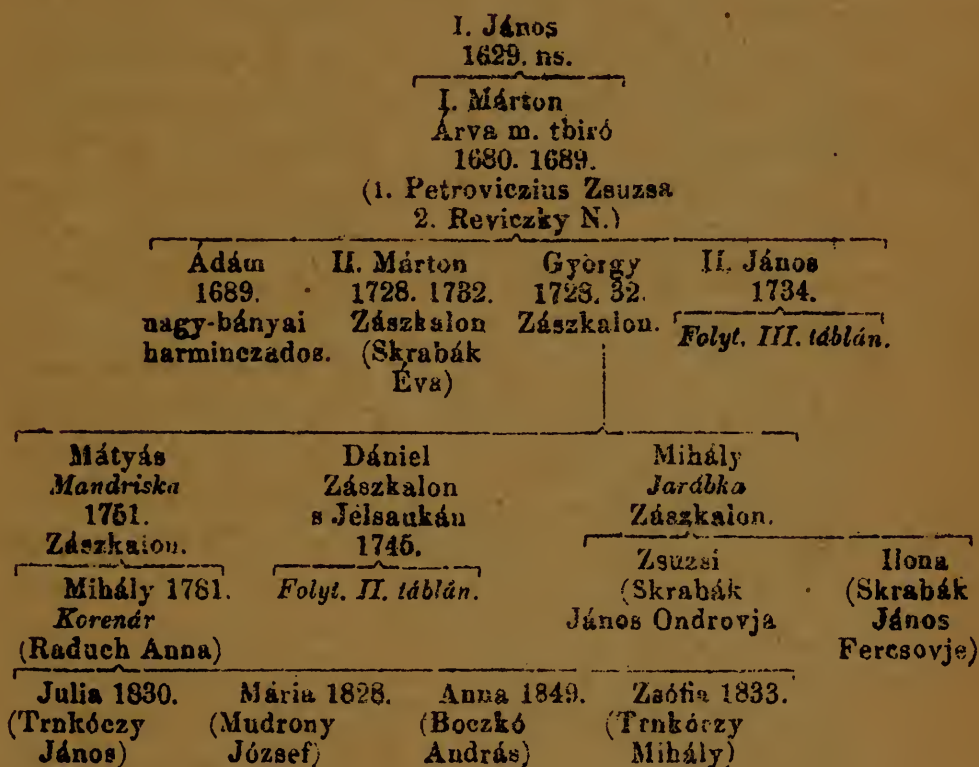 I. János
1629. ns.
I. Márton
Árva m. tbiró
1680. 1689.
(1. Petroviczius Zsuzsa
2. Reviczky N.)
Ádám II. Márton György II. János
1689. 1728. 1732. 1728. 32. 1734.
nagy-bányai Zászkalon Zászkalon. Folyt. III. táblán.
harminczados. (Skrabák
Éva)
Mátyás Dániel Mihály
Mandriska Zászkalon Jarábka
1751. s Jelsaukán Zászkalon.
Zászkalon. 1745. Zsuzsi Ilona
Mihály 1781. Folyt. II. táblán. (Skrabák (Skrabák
Korenár János Ondrovja János
(Raduch Anna) Fercsovje)
Julia 1830. Mária 1828. Anna 1849. Zsófia 1833.
(Trnkóczy (Mudrony (Boczkó (Trnkóczy
János) József) András) Mihály)